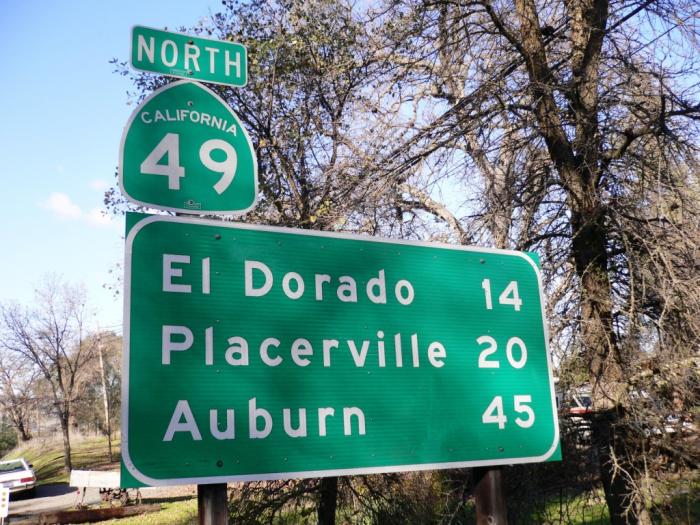 NORTH
CALIFORNIA
49
El Dorado 14
Placerville 20
Auburn 45